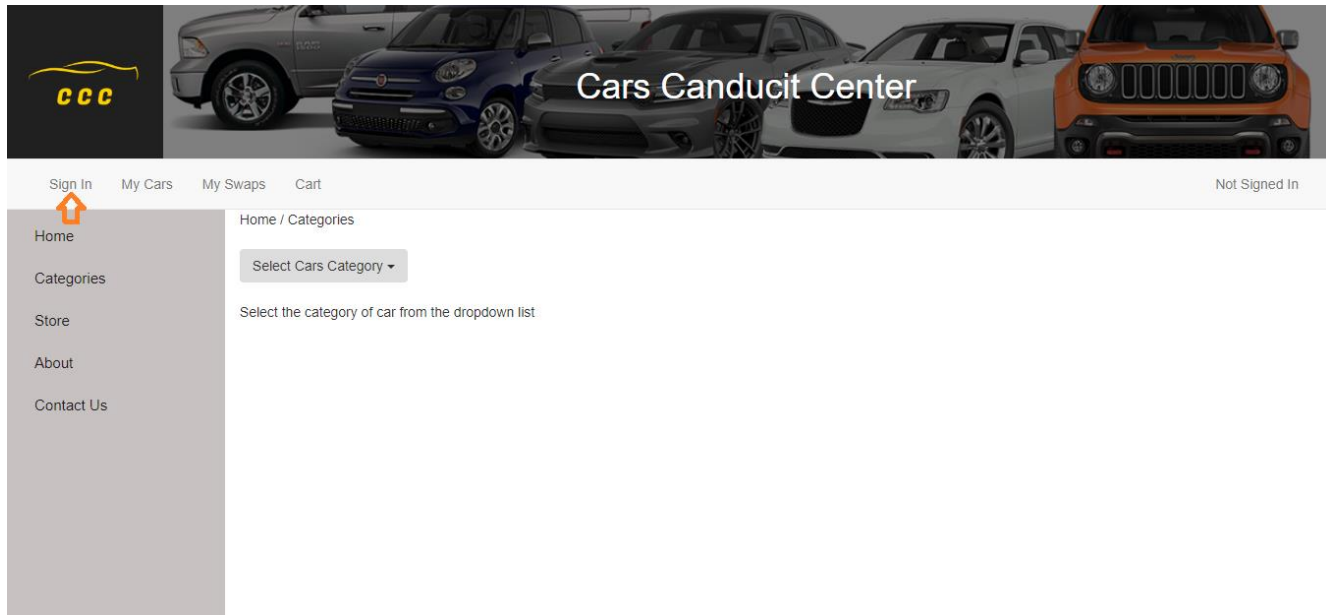 CCC
Cars Canducit Center
Sign In My Cars My Swaps Cart Not Signed In
Home
Categories
Store
About
Contact Us
Home / Categories
Select Cars Category
Select the category of car from the dropdown list